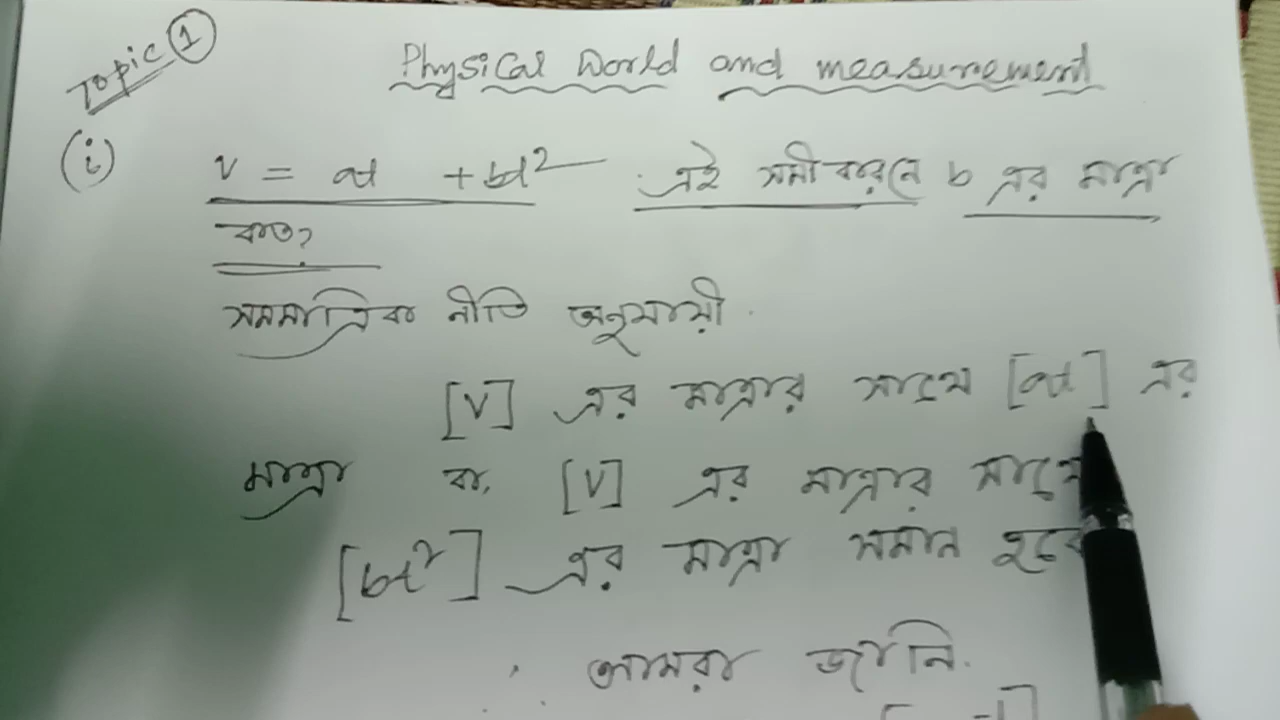 Topic ①
Physical World and measurement
(i)
v = at + bt² এই সমীকরনে b এর মাত্রা
কত?
সমমাত্রিক নীতি অনুযায়ী
[V] এর মাত্রার সাথে [at] এর
মাত্রা বা, [V] এর মাত্রার সাথে
[bt²] এর মাত্রা সমান হবে
আমরা জানি.